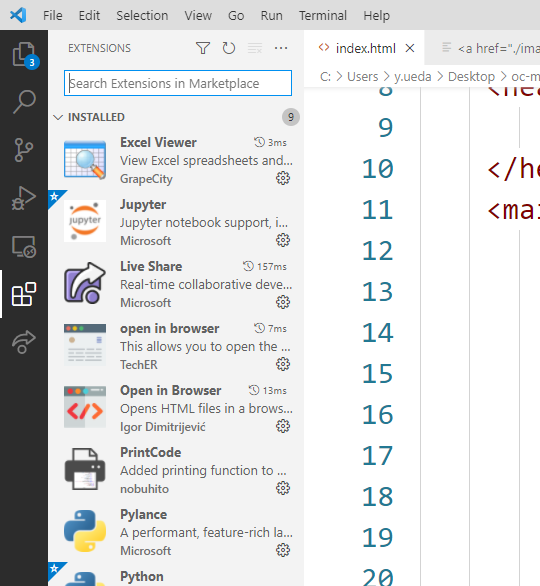 File Edit Selection View Go Run Terminal Help
EXTENSIONS
index.html
<a href="./ima
3
Search Extensions in Marketplace
C: > Users > y.ueda > Desktop > oc-m
INSTALLED
9
Excel Viewer 3ms
View Excel spreadsheets and...
GrapeCity
Jupyter
Jupyter notebook support, i...
Microsoft
Live Share 157ms
Real-time collaborative deve...
Microsoft
open in browser 7ms
This allows you to open the ...
TechER
Open in Browser 13ms
Opens HTML files in a brows...
Igor Dimitrijević
PrintCode
Added printing function to ...
nobuhito
Pylance
A performant, feature-rich la...
Microsoft
Python
8 <hea
9
10 </he
11 <mai
12
13
14
15
16
17
18
19
20